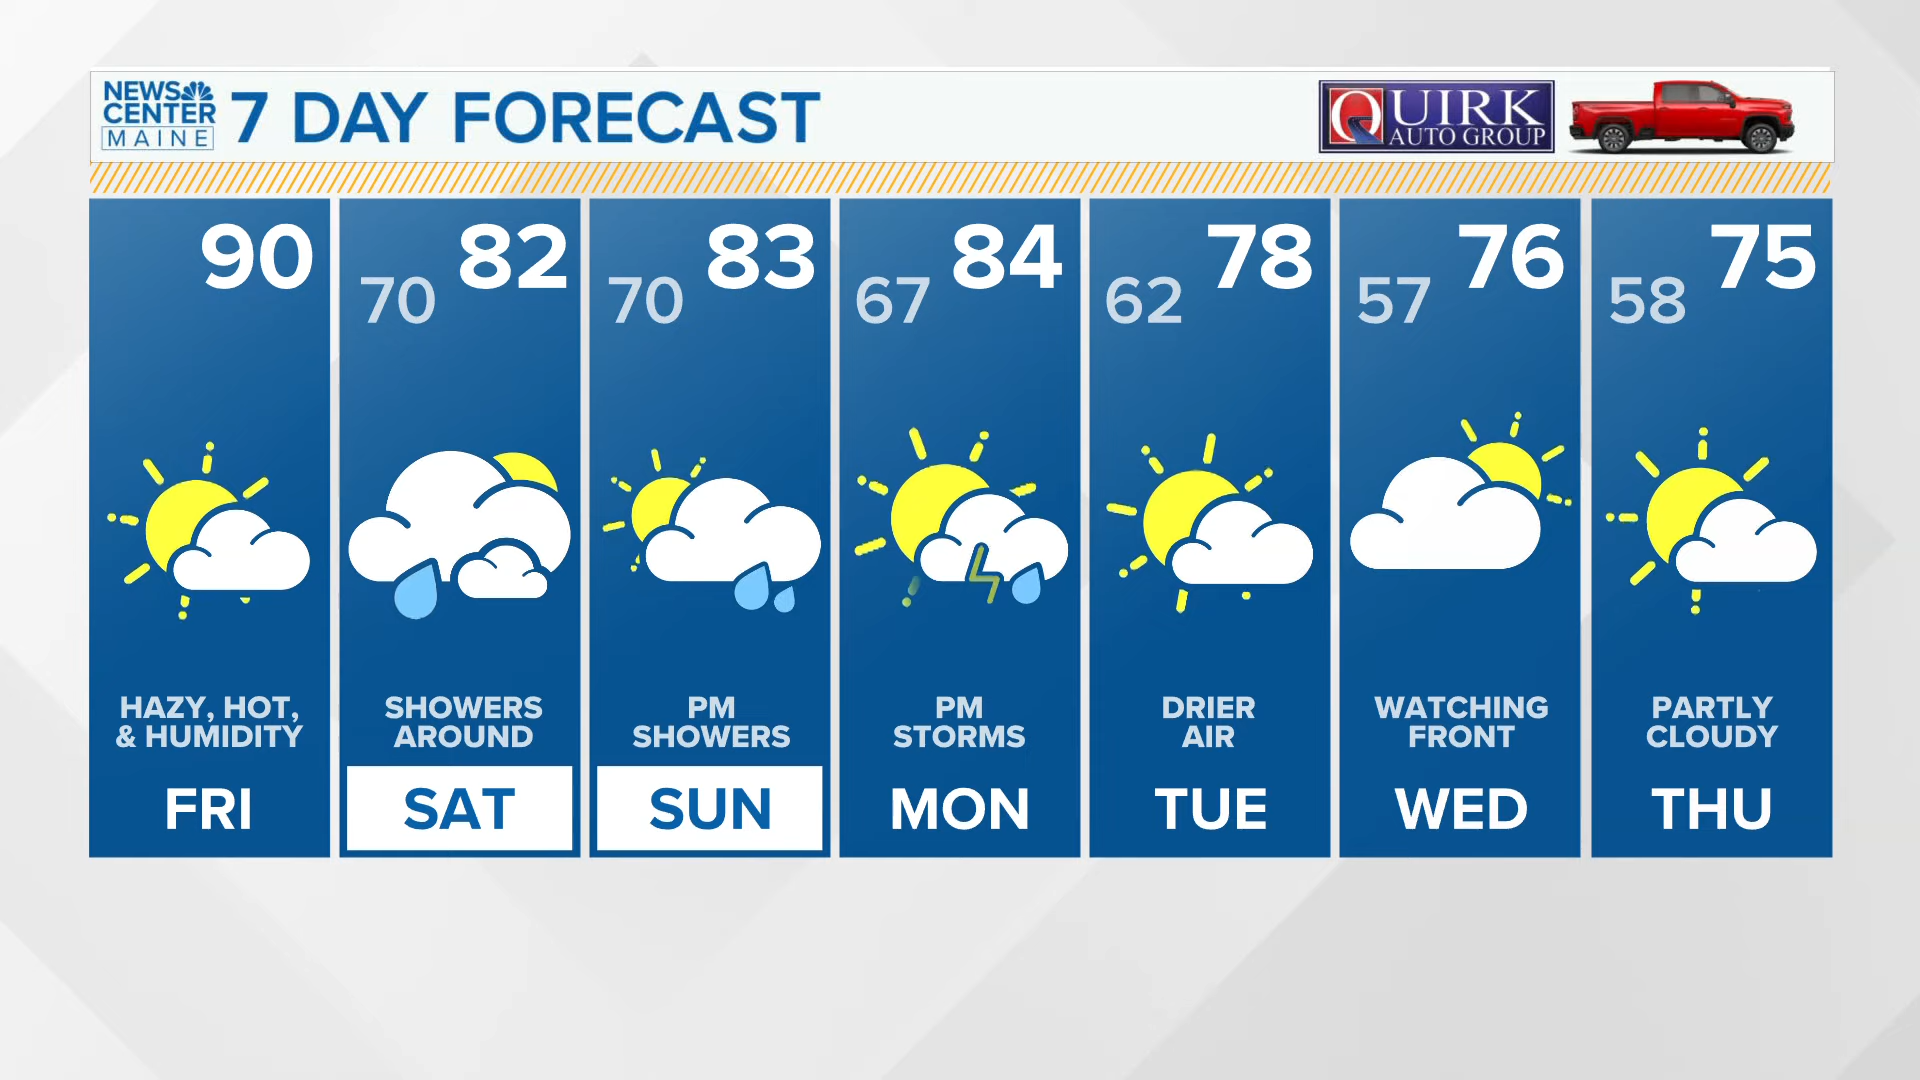 NEWS
CENTER
MAINE
7 DAY FORECAST
QUIRK
AUTO GROUP
90
HAZY, HOT,
& HUMIDITY
FRI
70 82
SHOWERS
AROUND
SAT
70 83
PM
SHOWERS
SUN
67 84
PM
STORMS
MON
62 78
DRIER
AIR
TUE
57 76
WATCHING
FRONT
WED
58 75
PARTLY
CLOUDY
THU